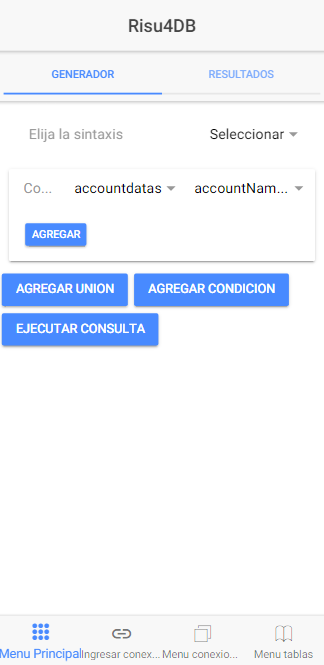 Risu4DB
GENERADOR RESULTADOS
Elija la sintaxis Seleccionar
Co... accountdatas accountNam...
AGREGAR
AGREGAR UNION AGREGAR CONDICION
EJECUTAR CONSULTA
Menu Principal Ingresar conex... Menu conexio... Menu tablas